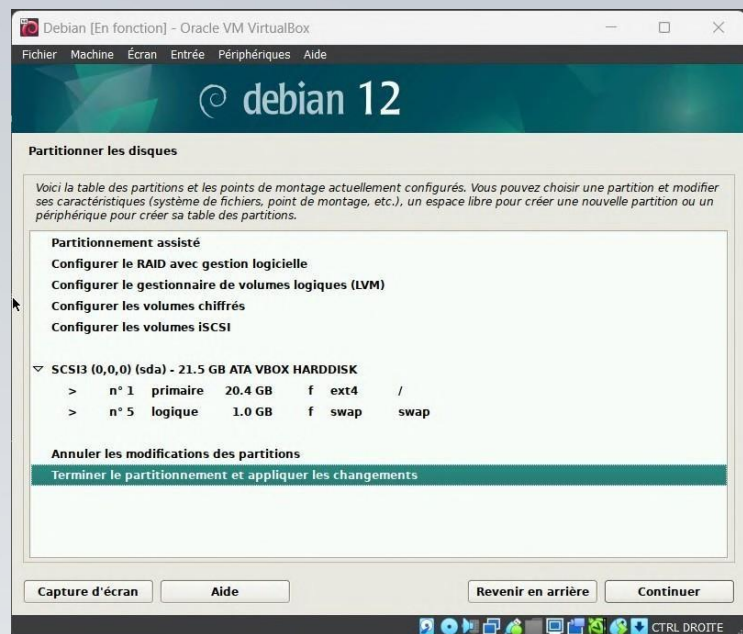 Debian [En fonction] - Oracle VM VirtualBox
Fichier Machine Écran Entrée Périphériques Aide
debian 12
Partitionner les disques
Voici la table des partitions et les points de montage actuellement configurés. Vous pouvez choisir une partition et modifier
ses caractéristiques (système de fichiers, point de montage, etc.), un espace libre pour créer une nouvelle partition ou un
périphérique pour créer sa table des partitions.
Partitionnement assisté
Configurer le RAID avec gestion logicielle
Configurer le gestionnaire de volumes logiques (LVM)
Configurer les volumes chiffrés
Configurer les volumes iSCSI
SCSI3 (0,0,0) (sda) - 21.5 GB ATA VBOX HARDDISK
> n° 1 primaire 20.4 GB f ext4 /
> n° 5 logique 1.0 GB f swap swap
Annuler les modifications des partitions
Terminer le partitionnement et appliquer les changements
Capture d'écran Aide Revenir en arrière Continuer
CTRL DROITE